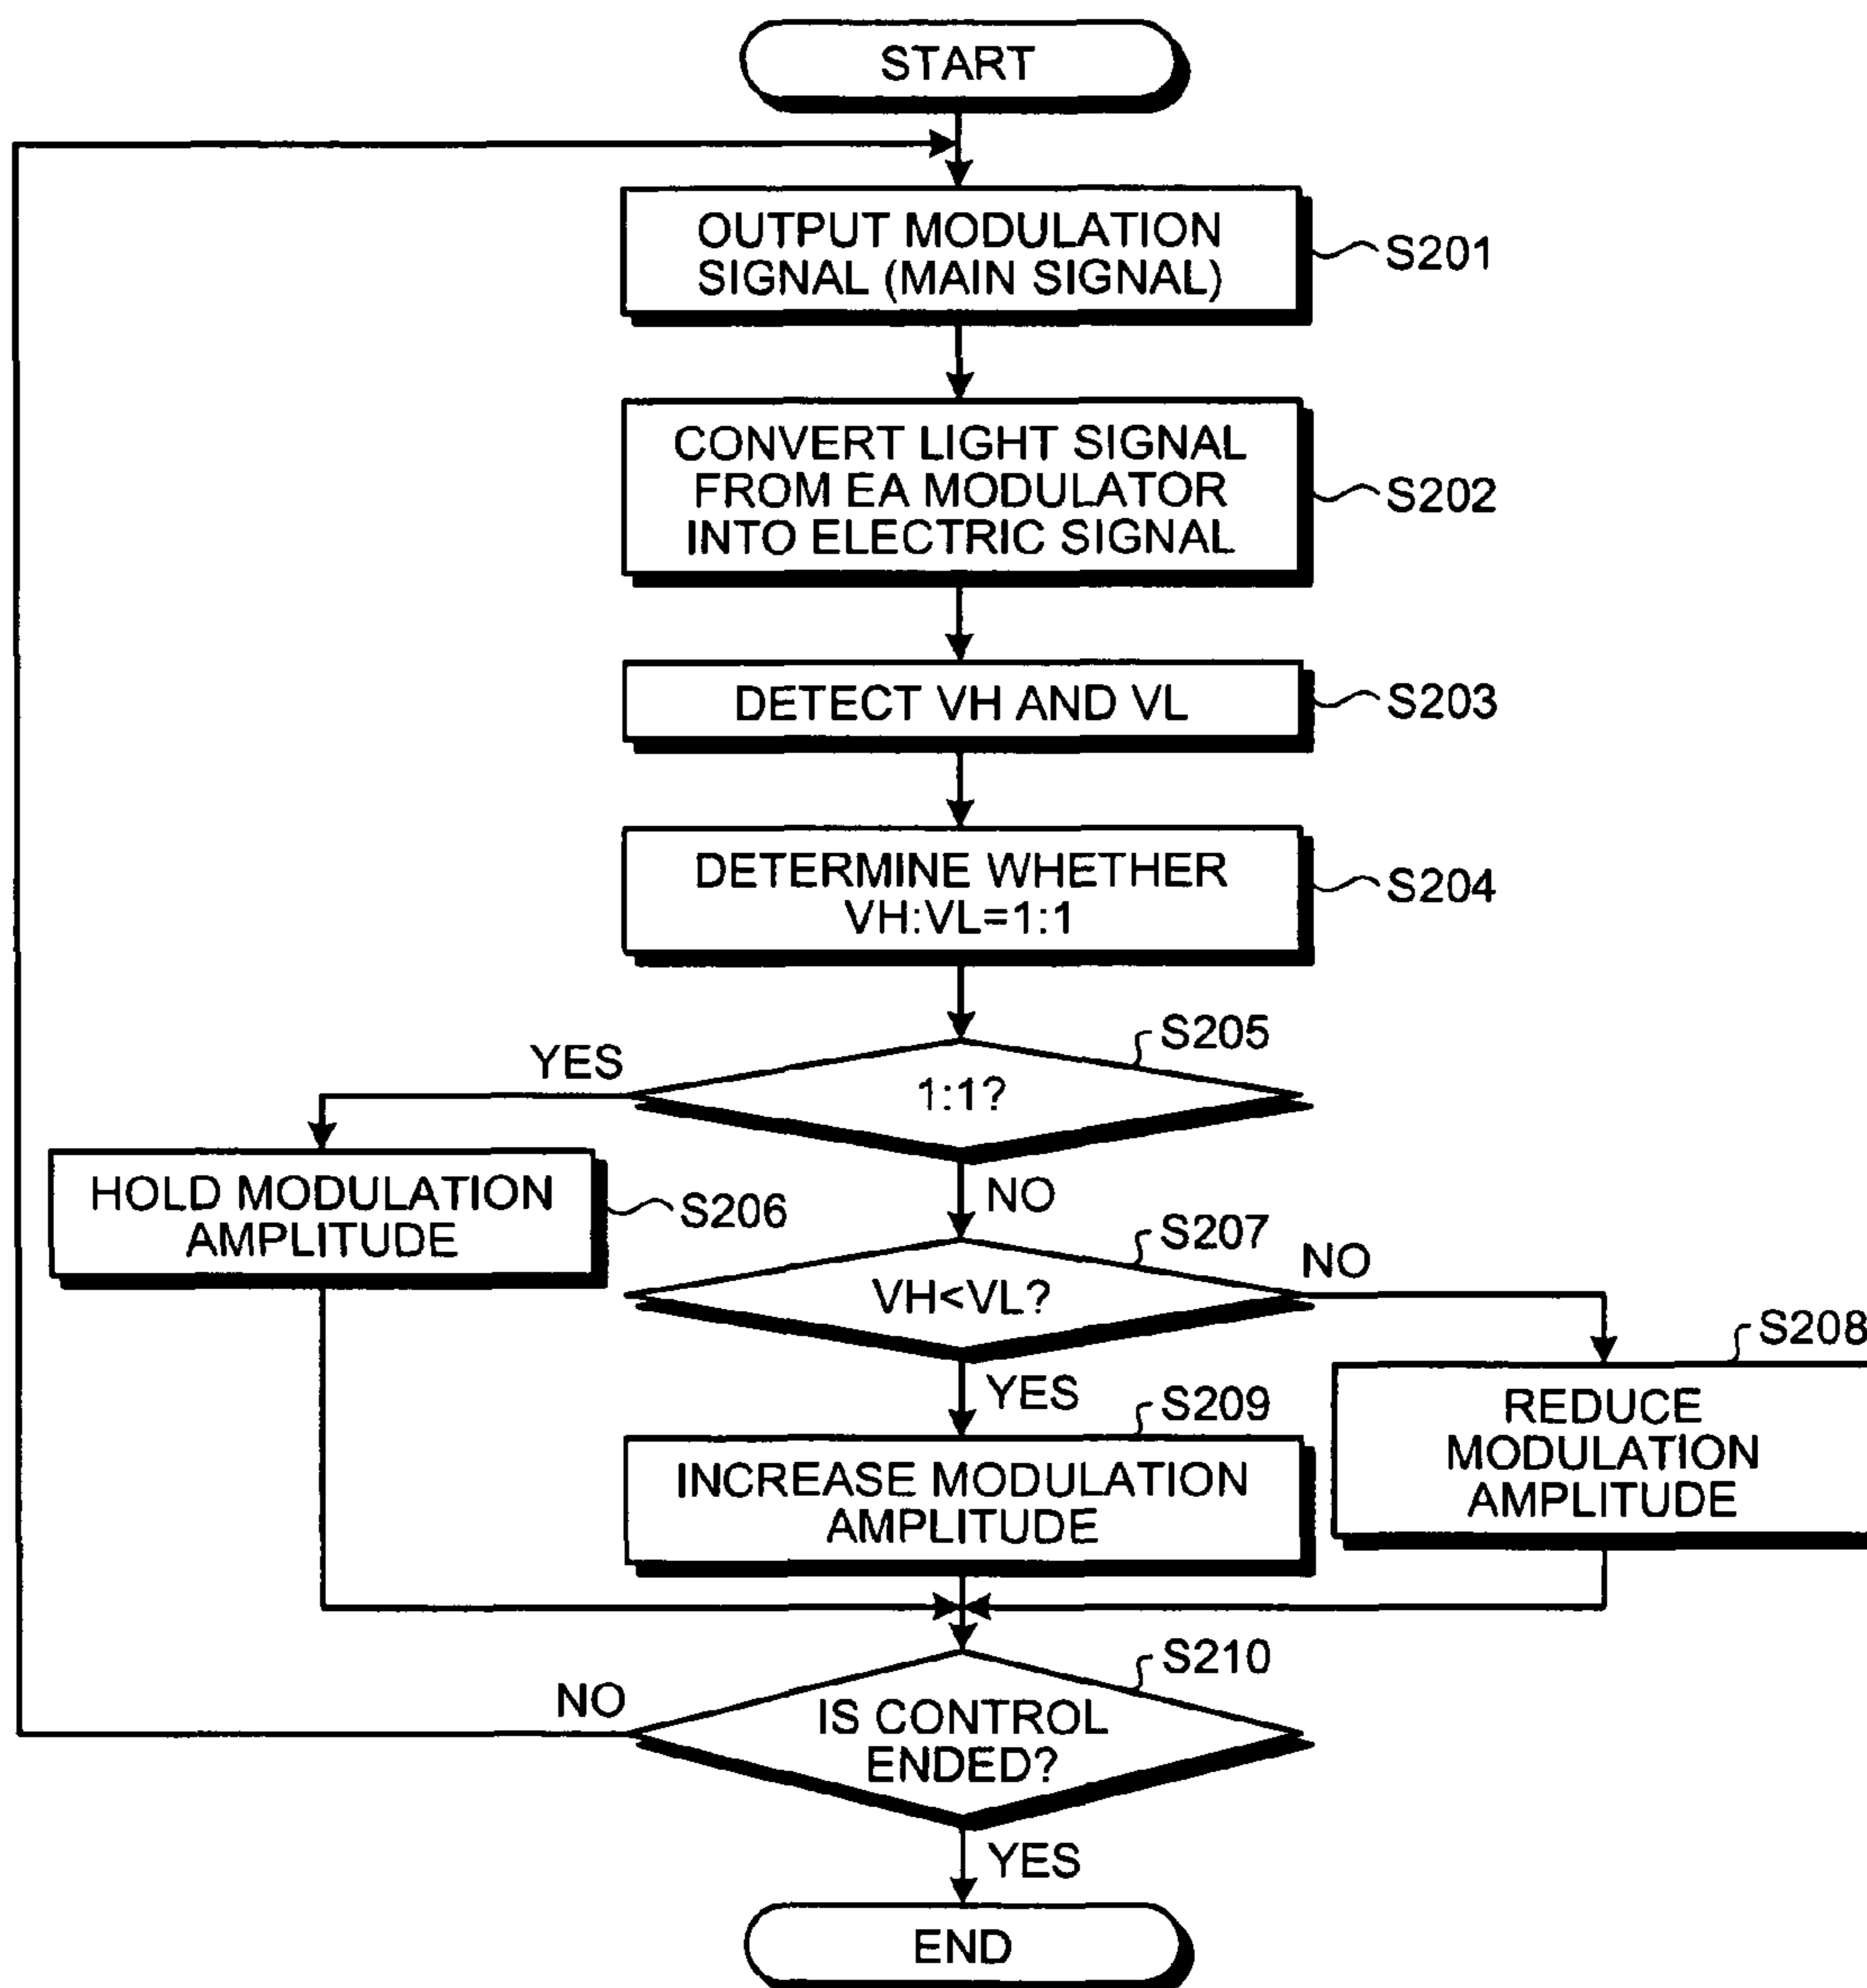 START
OUTPUT MODULATION
SIGNAL (MAIN SIGNAL)
S201
CONVERT LIGHT SIGNAL
FROM EA MODULATOR
INTO ELECTRIC SIGNAL
S202
DETECT VH AND VL
S203
DETERMINE WHETHER
VH:VL=1:1
S204
S205
YES
1:1?
HOLD MODULATION
AMPLITUDE
S206
NO
S207
VH<VL?
NO
S208
REDUCE
MODULATION
AMPLITUDE
YES
S209
INCREASE MODULATION
AMPLITUDE
S210
NO
IS CONTROL
ENDED?
YES
END